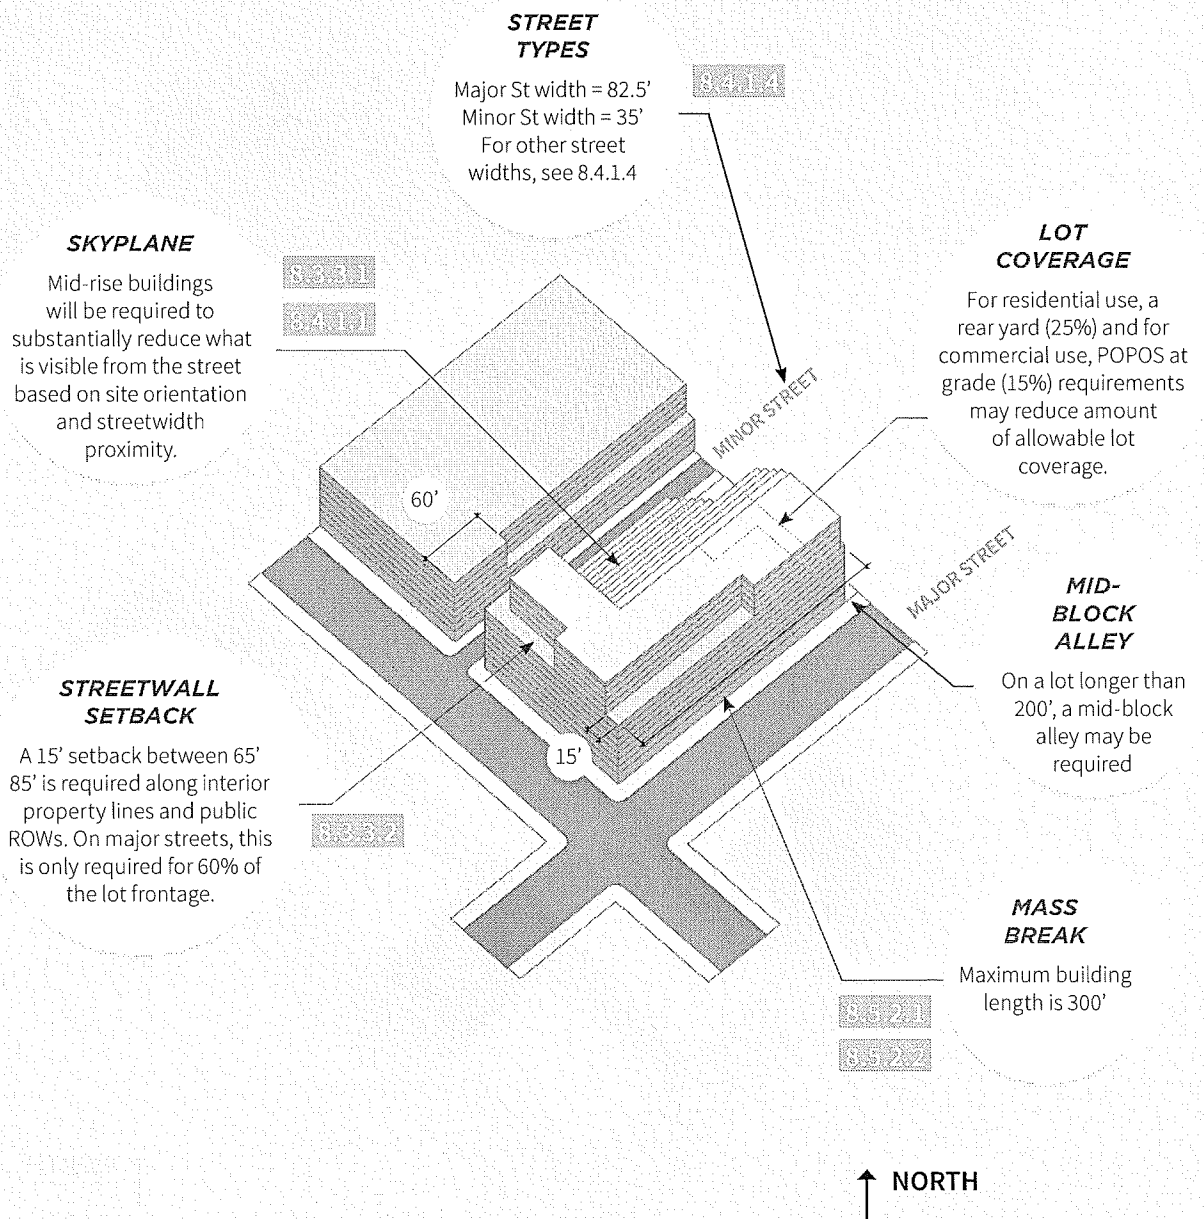 STREET
TYPES
Major St width = 82.5'
Minor St width = 35'
For other street
widths, see 8.4.1.4
8.4.1.4
SKYPLANE
Mid-rise buildings
will be required to
substantially reduce what
is visible from the street
based on site orientation
and streetwidth
proximity.
8.3.3.1
8.4.1.1
LOT
COVERAGE
For residential use, a
rear yard (25%) and for
commercial use, POPOS at
grade (15%) requirements
may reduce amount
of allowable lot
coverage.
MINOR STREET
60'
MAJOR STREET
MID-
BLOCK
ALLEY
On a lot longer than
200', a mid-block
alley may be
required
STREETWALL
SETBACK
A 15' setback between 65'
85' is required along interior
property lines and public
ROWs. On major streets, this
is only required for 60% of
the lot frontage.
8.3.3.2
15'
MASS
BREAK
Maximum building
length is 300'
8.5.2.1
8.5.2.2
NORTH